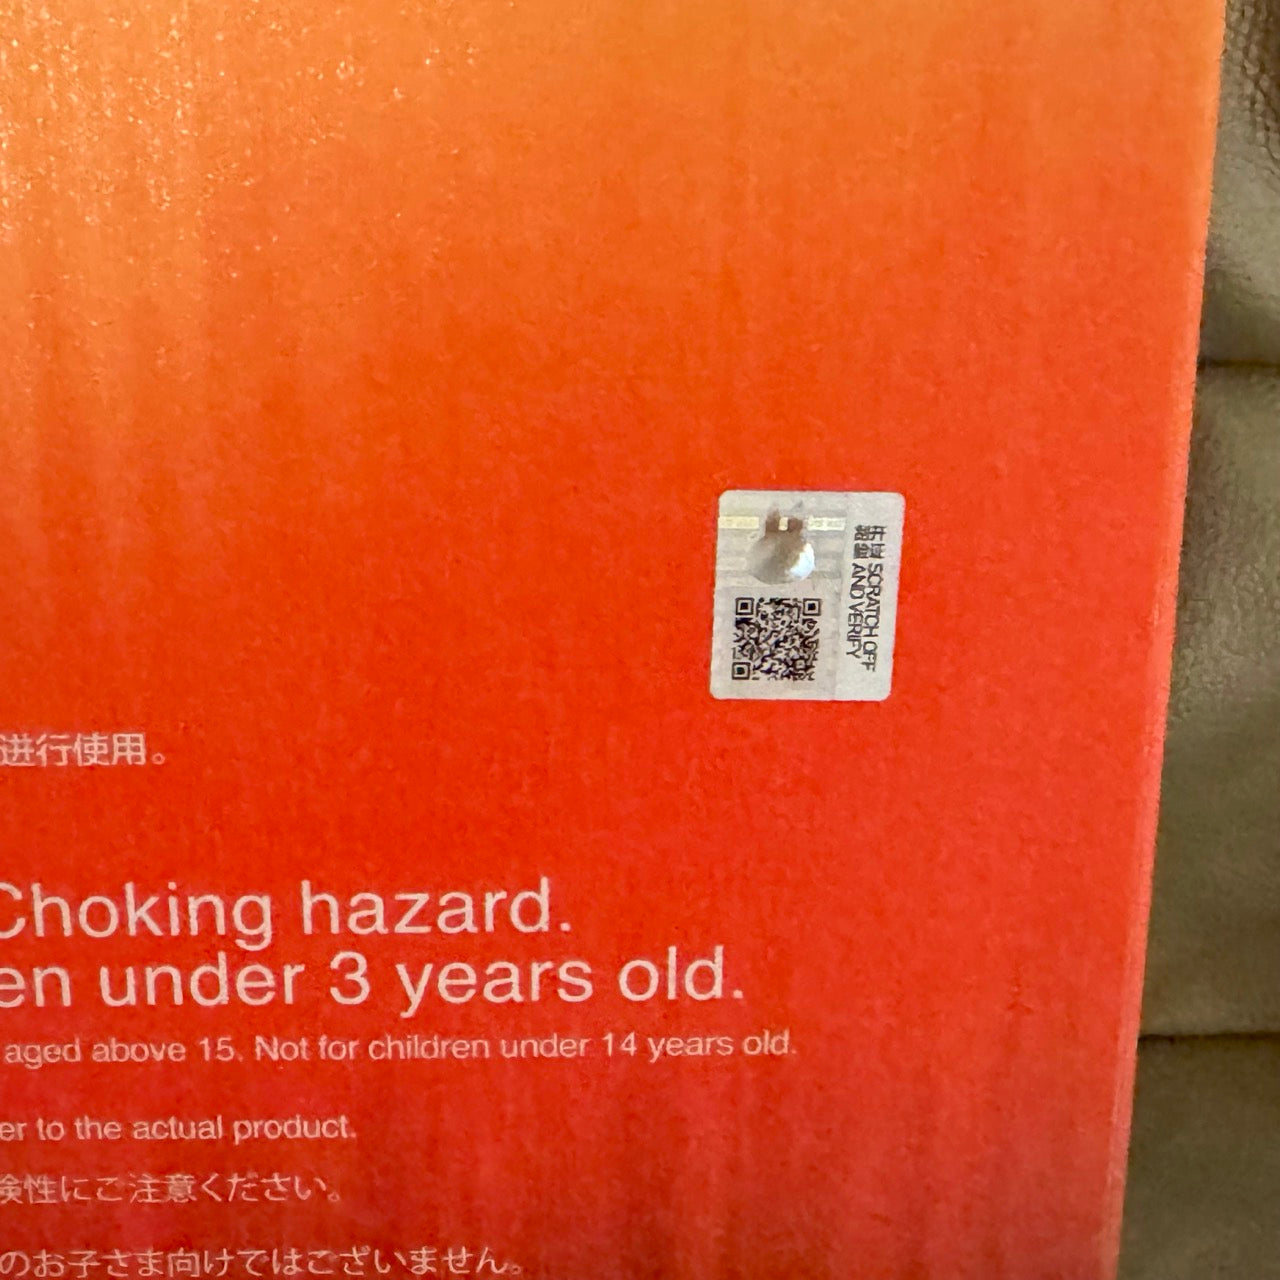 SCRATCH OFF
AND VERIFY
进行使用。
Choking hazard.
en under 3 years old.
aged above 15. Not for children under 14 years old.
er to the actual product.
険性にご注意ください。
のお子さま向けではございません。